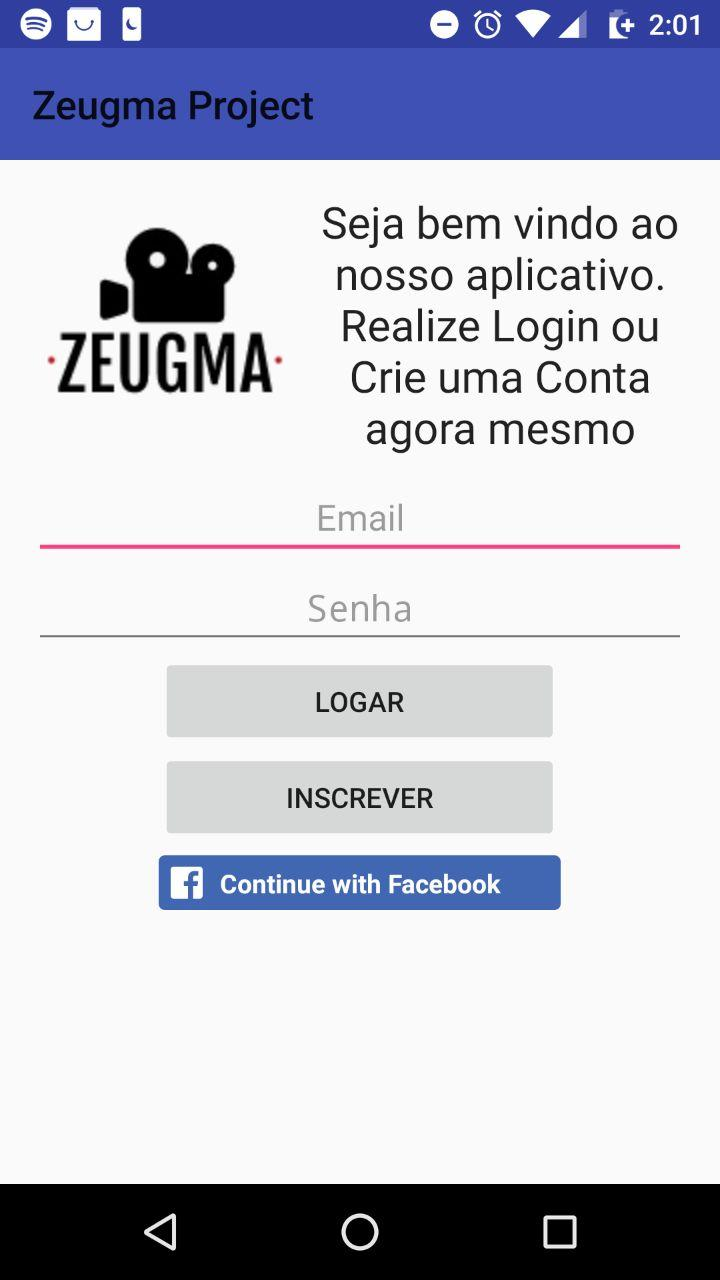 2:01
Zeugma Project
ZEUGMA
Seja bem vindo ao
nosso aplicativo.
Realize Login ou
Crie uma Conta
agora mesmo
Email
Senha
LOGAR
INSCREVER
Continue with Facebook